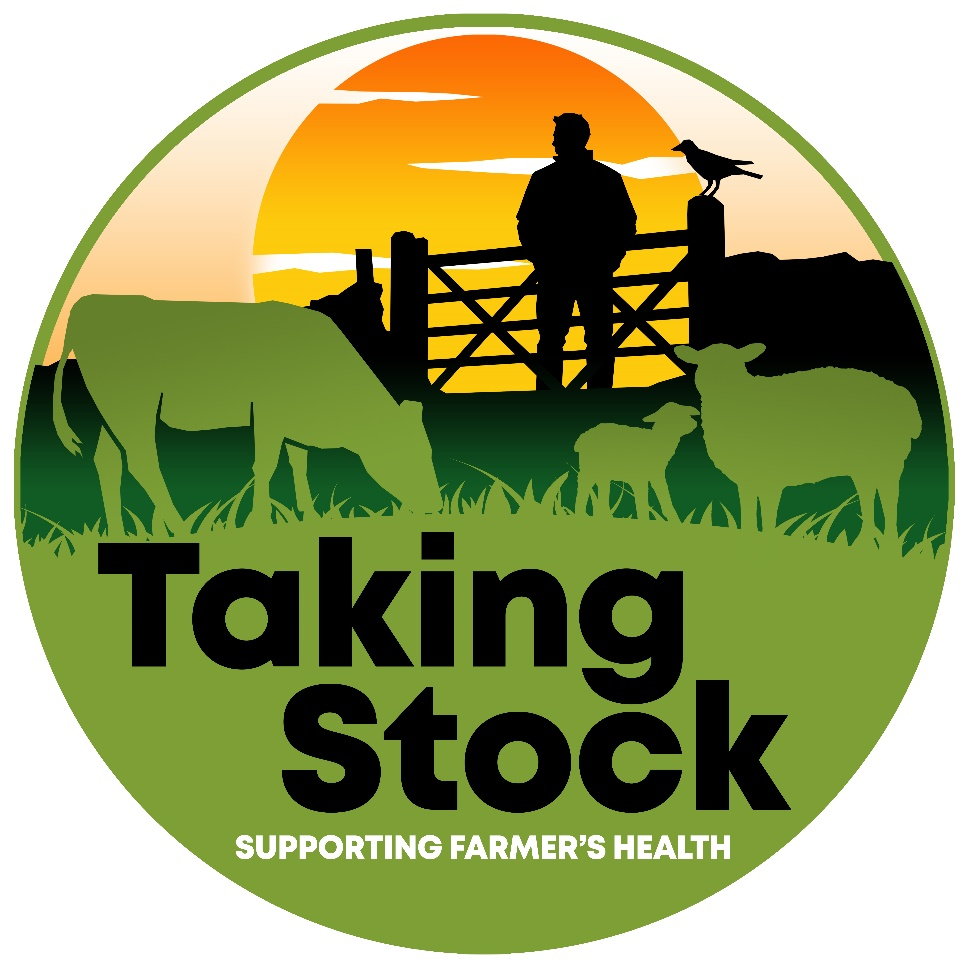 Taking
Stock
SUPPORTING FARMER’S HEALTH